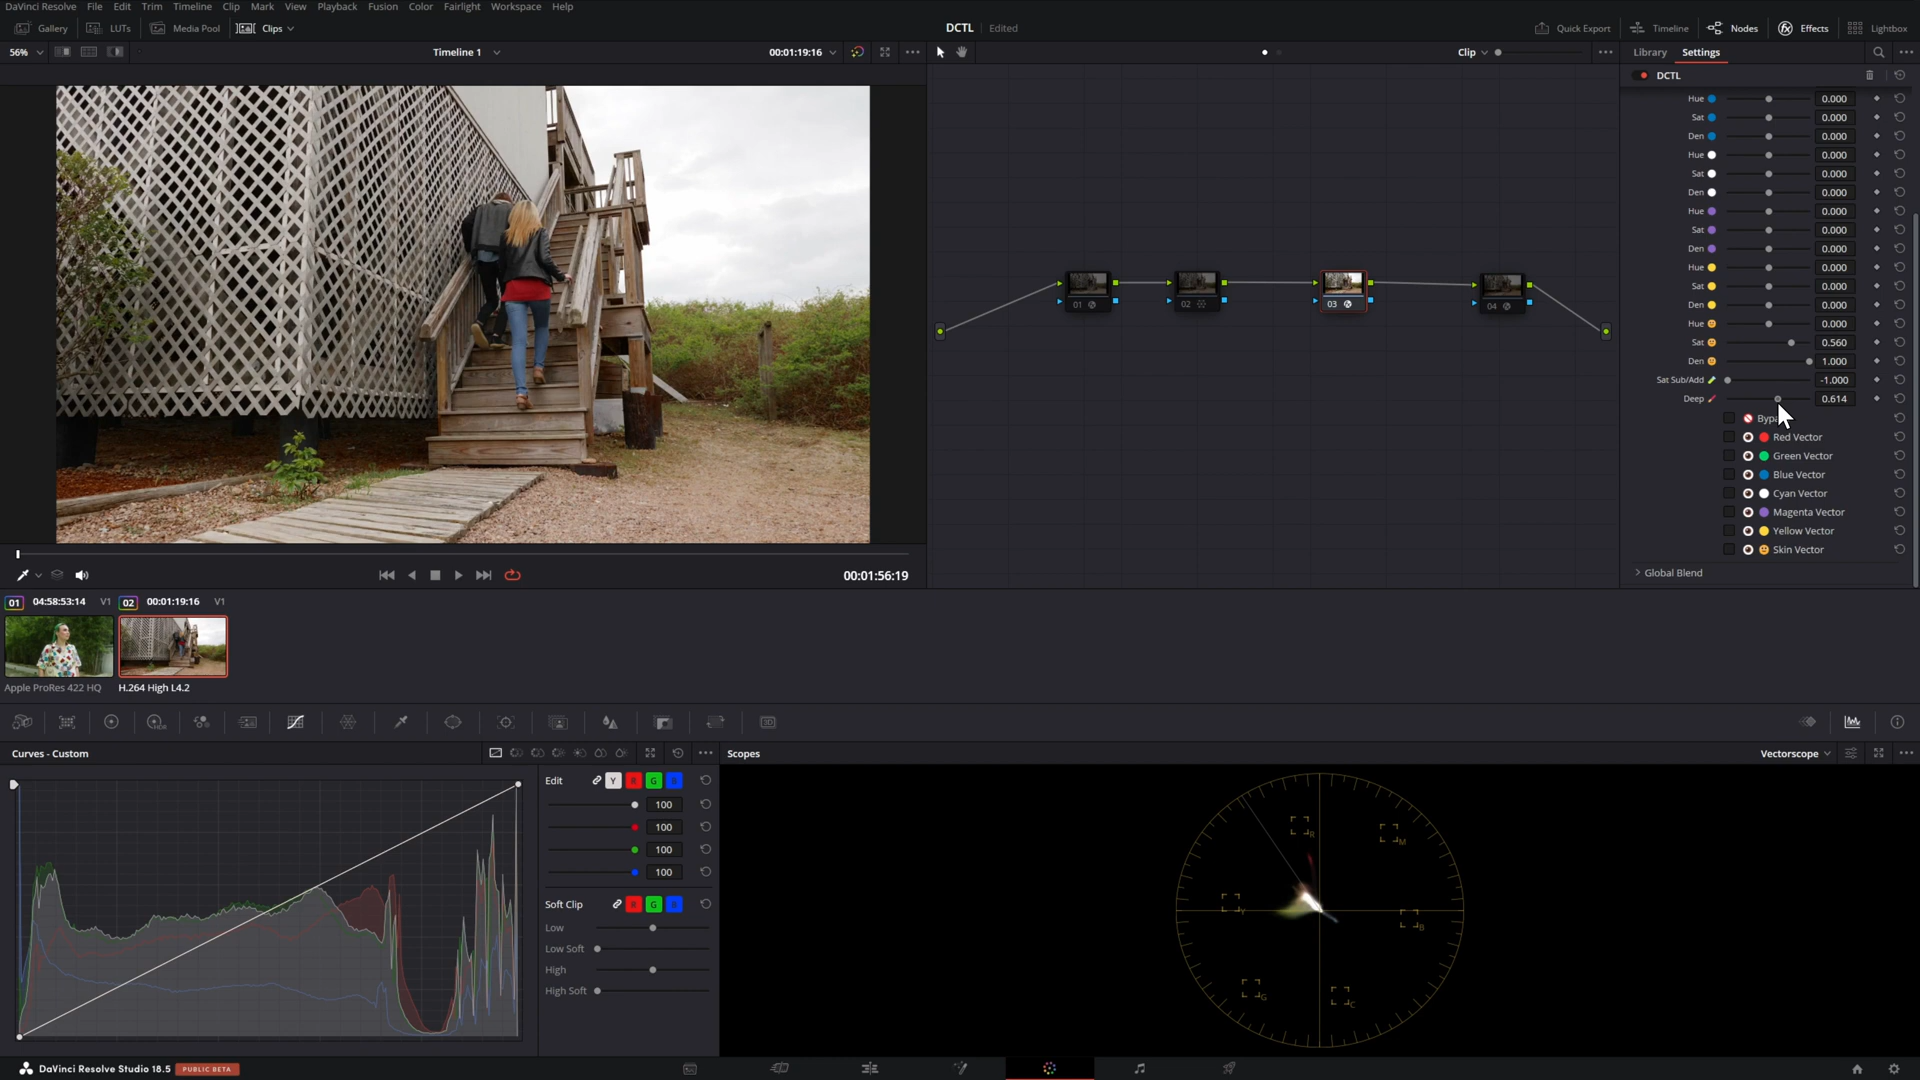 DaVinci Resolve File Edit Trim Timeline Clip Mark View Playback Fusion Color Fairlight Workspace Help
Gallery LUTs Media Pool Clips DCTL Edited Quick Export Timeline Nodes Effects Lightbox
56% Timeline 1 00:01:19:16 Clip Library Settings
DCTL
Hue 0.000
Sat 0.000
Den 0.000
Hue 0.000
Sat 0.000
Den 0.000
Hue 0.000
Sat 0.000
Den 0.000
Hue 0.000
Sat 0.000
Den 0.000
Hue 0.000
Sat 0.560
Den 1.000
Sat Sub/Add -1.000
Deep 0.614
Bypa
Red Vector
Green Vector
Blue Vector
Cyan Vector
Magenta Vector
Yellow Vector
Skin Vector
Global Blend
01 02 03 04
00:01:56:19
01 04:58:53:14 V1 02 00:01:19:16 V1
Apple ProRes 422 HQ H.264 High L4.2
HDR 3D
Curves - Custom Scopes Vectorscope
Edit Y R G B
100
100
100
100
Soft Clip R G B
Low
Low Soft
High
High Soft
R
M
Y
B
G
C
DaVinci Resolve Studio 18.5 PUBLIC BETA